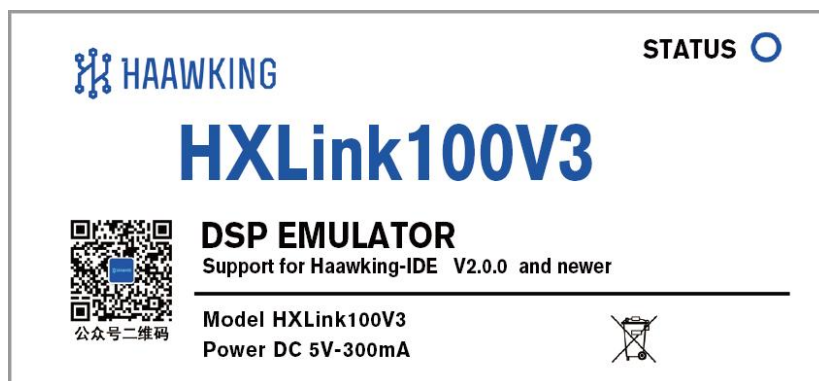 STATUS
HAAWKING
HXLink100V3
DSP EMULATOR
Support for Haawking-IDE V2.0.0 and newer
公众号二维码
Model HXLink100V3
Power DC 5V-300mA